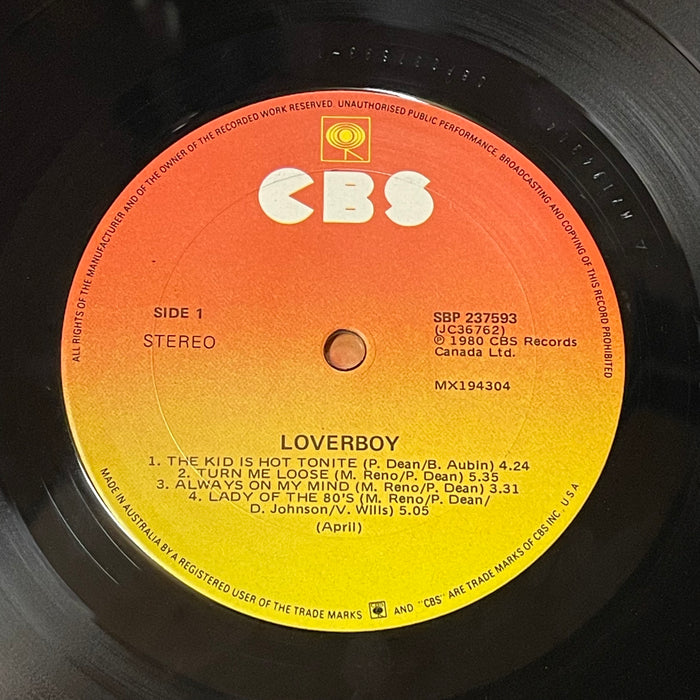 ALL RIGHTS OF THE MANUFACTURER AND OF THE OWNER OF THE RECORDED WORK RESERVED. UNAUTHORISED PUBLIC PERFORMANCE, BROADCASTING AND COPYING OF THIS RECORD PROHIBITED
CBS
SIDE 1
STEREO
SBP 237593
(JC36762)
℗ 1980 CBS Records
Canada Ltd.
MX194304
LOVERBOY
1. THE KID IS HOT TONITE (P. Dean/B. Aubin) 4.24
2. TURN ME LOOSE (M. Reno/P. Dean) 5.35
3. ALWAYS ON MY MIND (M. Reno/P. Dean) 3.31
4. LADY OF THE 80'S (M. Reno/P. Dean/
D. Johnson/V. Wills) 5.05
(April)
MADE IN AUSTRALIA BY A REGISTERED USER OF THE TRADE MARKS AND "CBS" ARE TRADE MARKS OF CBS INC., U.S.A